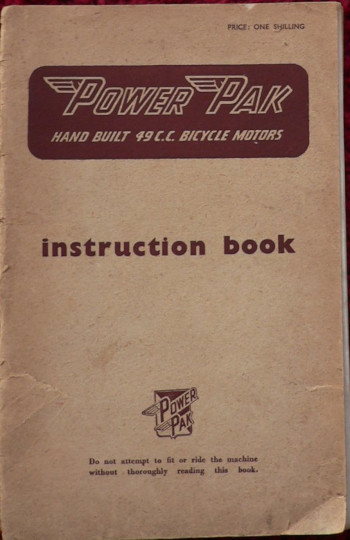 PRICE: ONE SHILLING
POWER PAK
HAND BUILT 49 C.C. BICYCLE MOTORS
instruction book
POWER
PAK
Do not attempt to fit or ride the machine
without thoroughly reading this book.